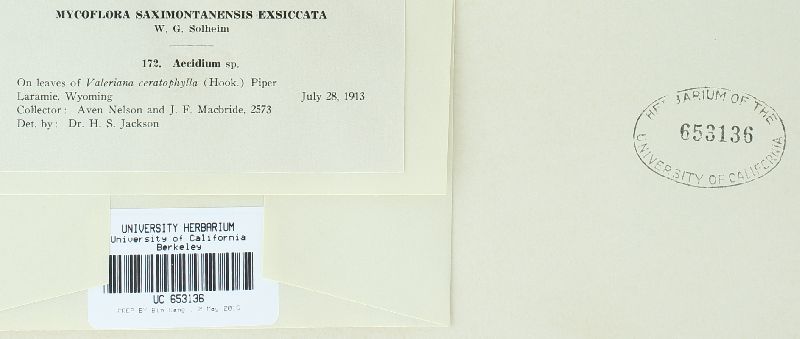 MYCOFLORA SAXIMONTANENSIS EXSICCATA
W. G. Solheim
172. Aecidium sp.
On leaves of Valeriana ceratophylla (Hook.) Piper
Laramie, Wyoming July 28, 1913
Collector: Aven Nelson and J. F. Macbride, 2573
Det. by: Dr. H. S. Jackson
HERBARIUM OF THE
653136
UNIVERSITY OF CALIFORNIA
UNIVERSITY HERBARIUM
University of California
Berkeley
UC 653136